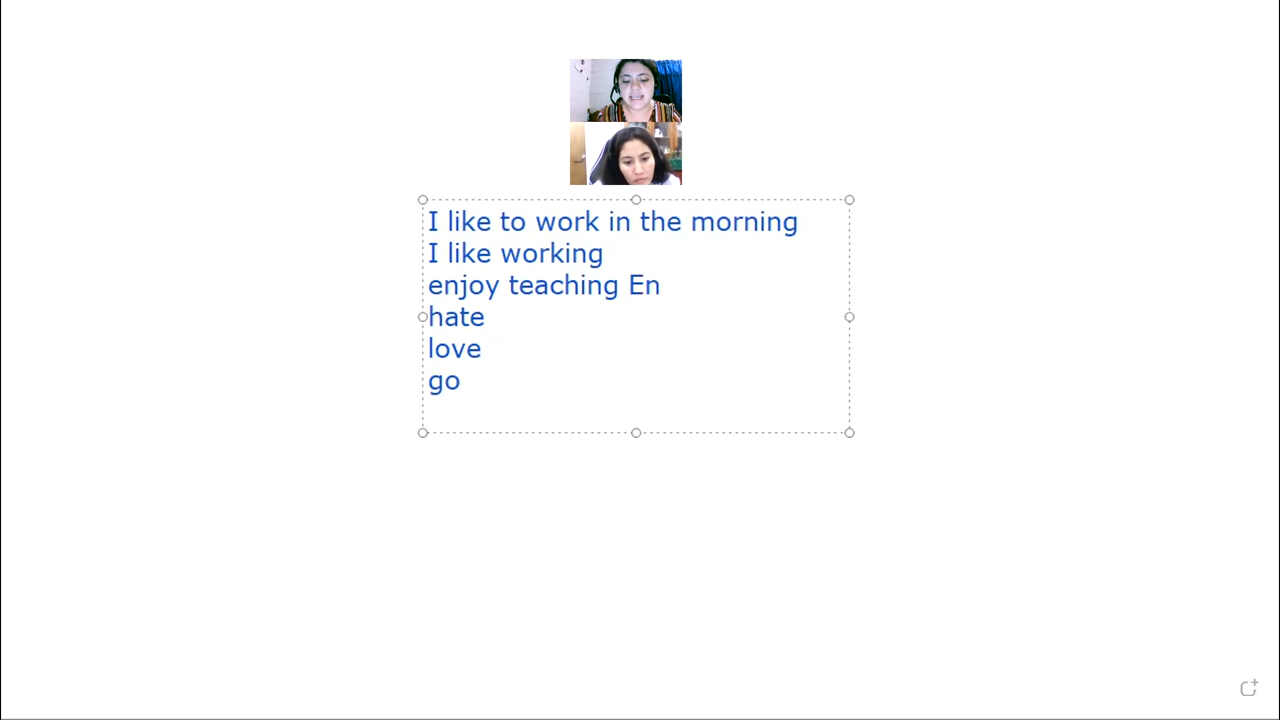 I like to work in the morning
I like working
enjoy teaching En
hate
love
go